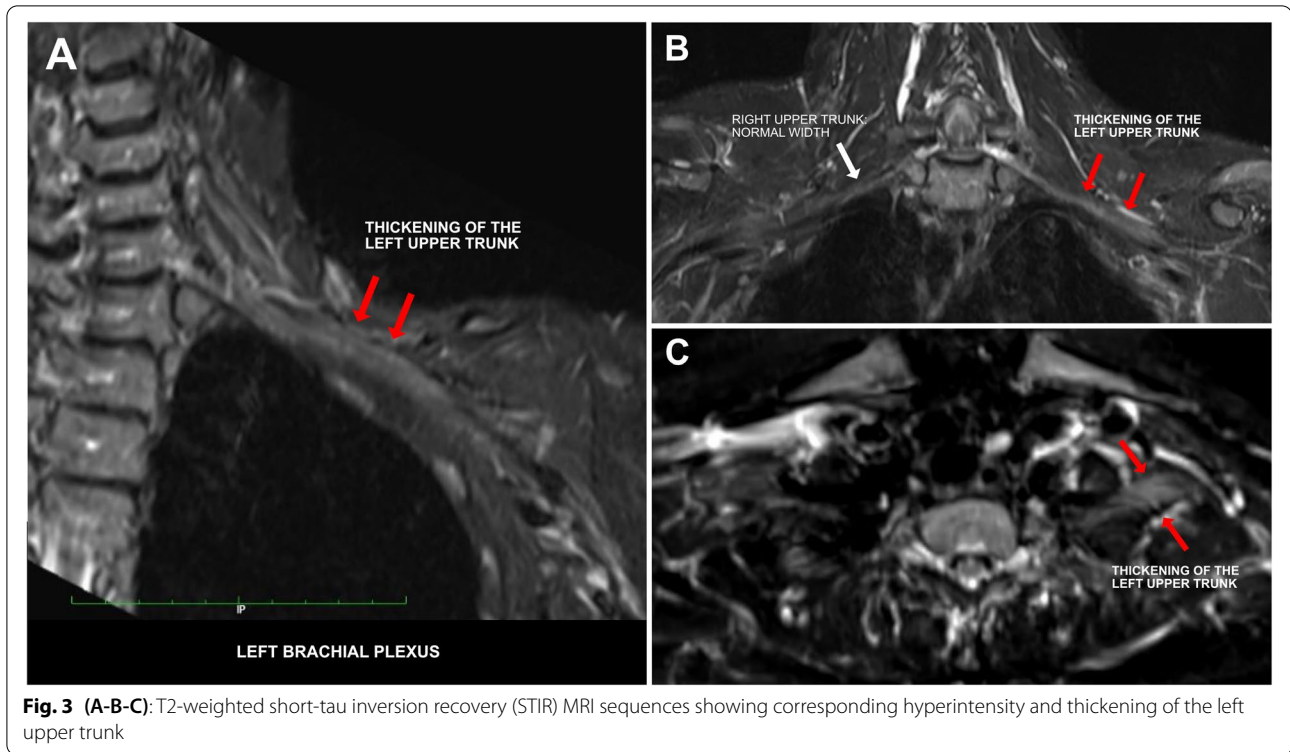 A
THICKENING OF THE
LEFT UPPER TRUNK
IP
LEFT BRACHIAL PLEXUS
B
RIGHT UPPER TRUNK:
NORMAL WIDTH
THICKENING OF THE
LEFT UPPER TRUNK
C
THICKENING OF THE
LEFT UPPER TRUNK
Fig. 3 (A-B-C): T2-weighted short-tau inversion recovery (STIR) MRI sequences showing corresponding hyperintensity and thickening of the left
upper trunk